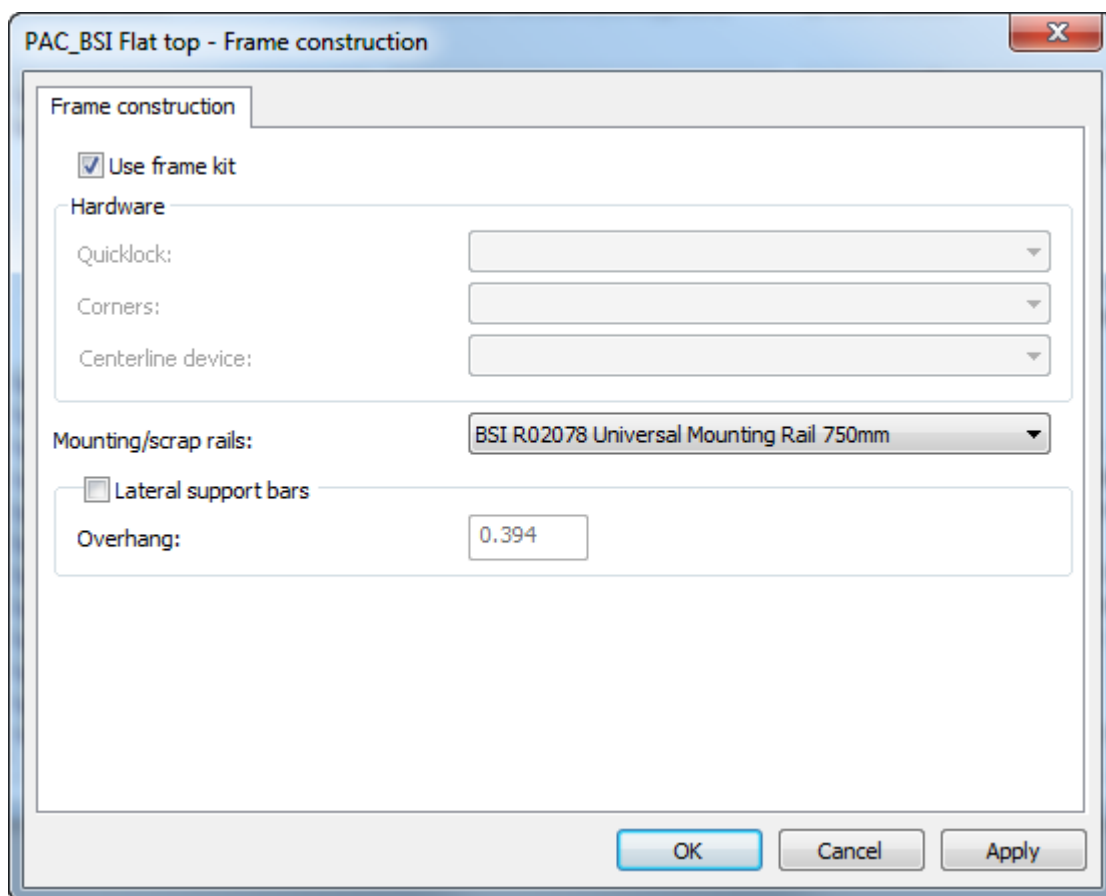 PAC_BSI Flat top - Frame construction
Frame construction
Use frame kit
Hardware
Quicklock:
Corners:
Centerline device:
Mounting/scrap rails: BSI R02078 Universal Mounting Rail 750mm
Lateral support bars
Overhang: 0.394
OK Cancel Apply